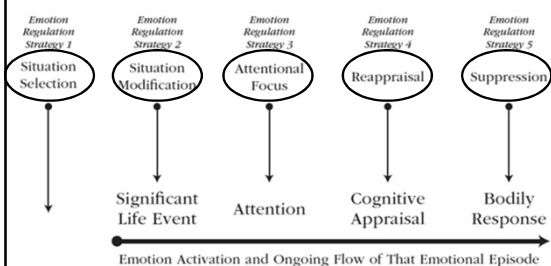 Emotion
Regulation
Strategy 1
Emotion
Regulation
Strategy 2
Emotion
Regulation
Strategy 3
Emotion
Regulation
Strategy 4
Emotion
Regulation
Strategy 5
Situation
Selection
Situation
Modification
Attentional
Focus
Reappraisal
Suppression
Significant
Life Event
Attention
Cognitive
Appraisal
Bodily
Response
Emotion Activation and Ongoing Flow of That Emotional Episode